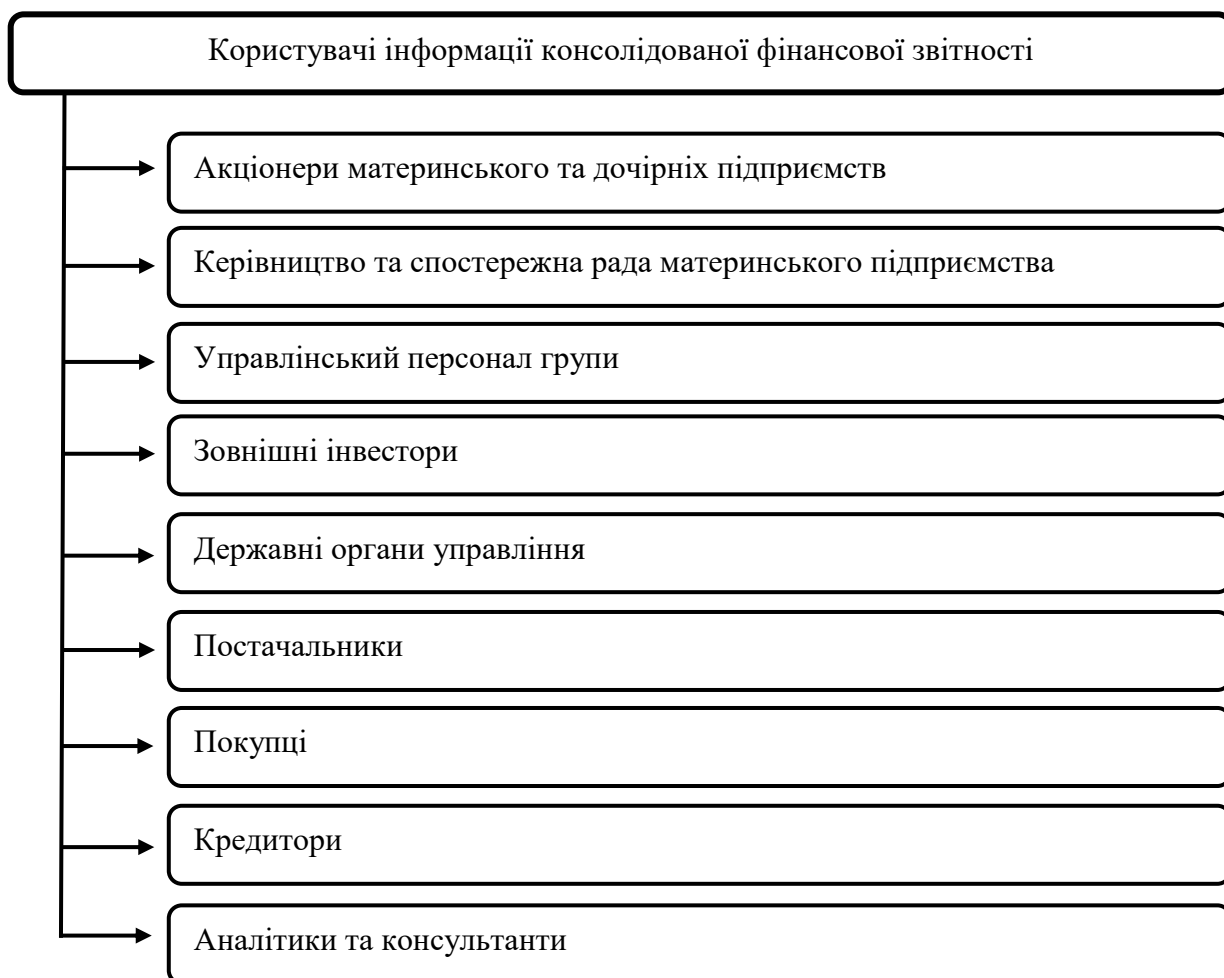 Користувачі інформації консолідованої фінансової звітності
Акціонери материнського та дочірніх підприємств
Керівництво та спостережна рада материнського підприємства
Управлінський персонал групи
Зовнішні інвестори
Державні органи управління
Постачальники
Покупці
Кредитори
Аналітики та консультанти